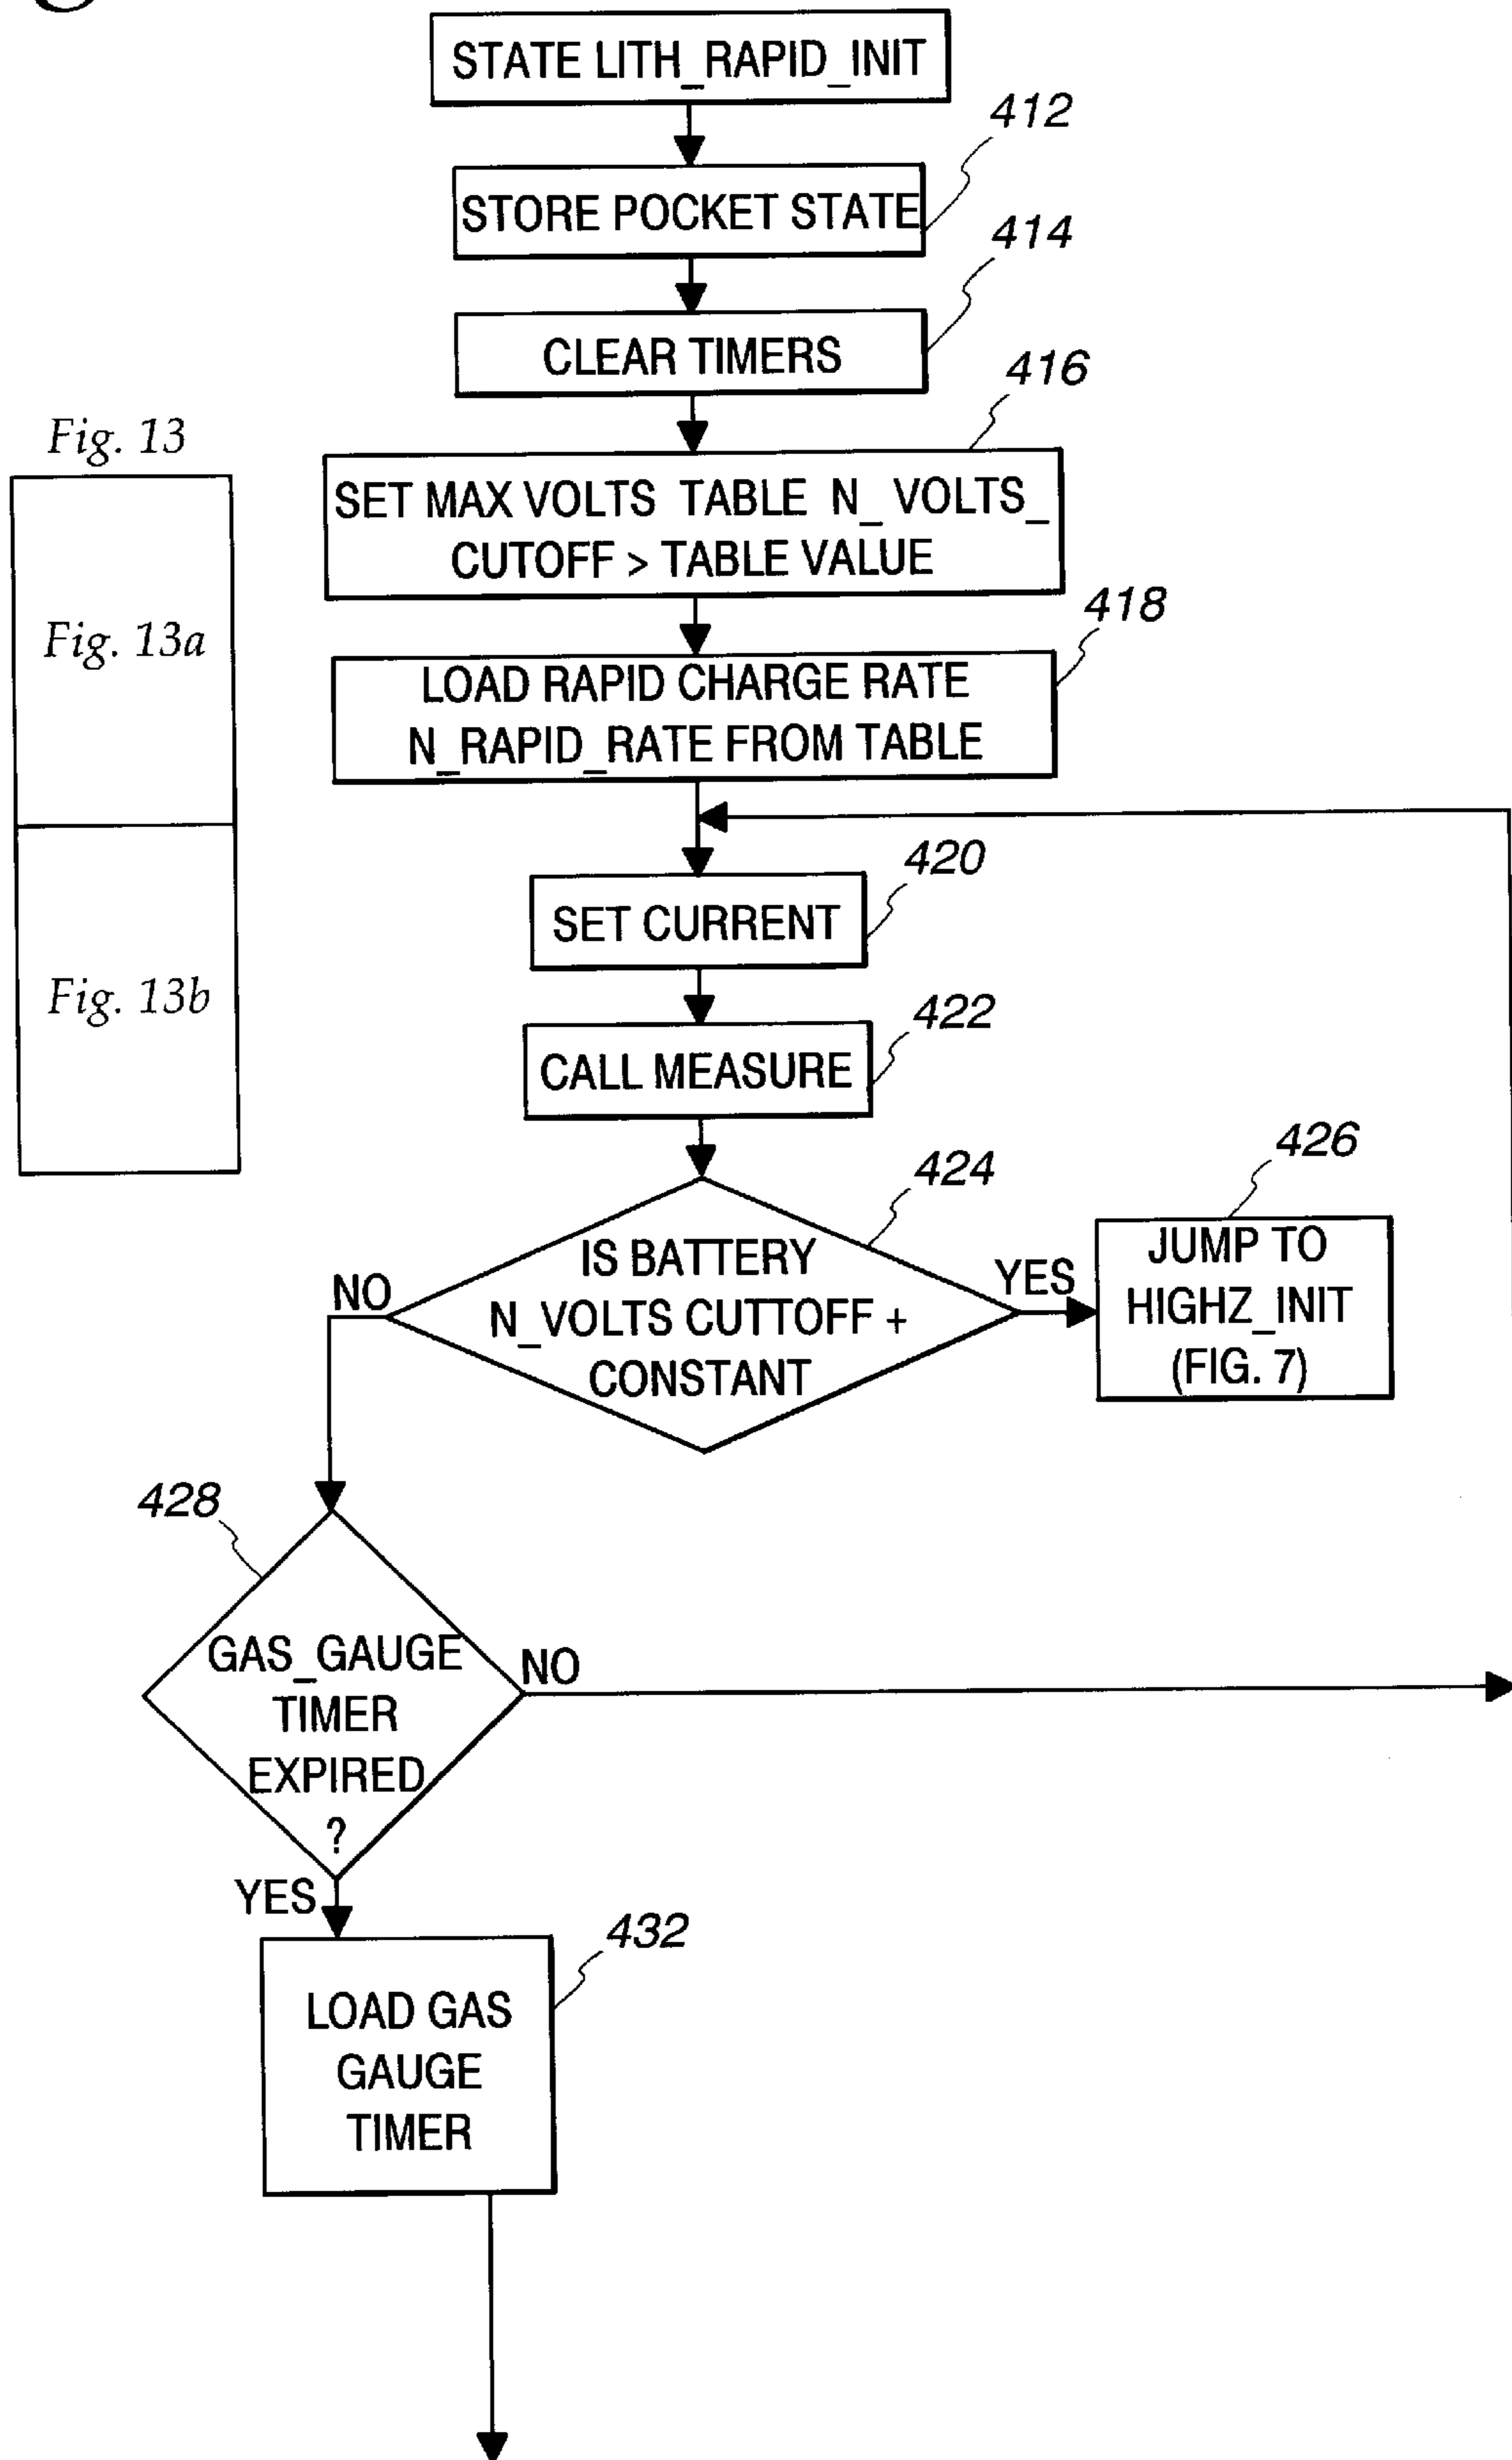 STATE LITH_RAPID_INIT
412
STORE POCKET STATE
414
CLEAR TIMERS
416
SET MAX VOLTS TABLE N_ VOLTS_
CUTOFF > TABLE VALUE
418
LOAD RAPID CHARGE RATE
N_RAPID_RATE FROM TABLE
Fig. 13
Fig. 13a
Fig. 13b
420
SET CURRENT
422
CALL MEASURE
424
IS BATTERY
N_VOLTS CUTTOFF +
CONSTANT
NO
YES
426
JUMP TO
HIGHZ_INIT
(FIG. 7)
428
GAS_GAUGE
TIMER
EXPIRED
?
NO
YES
432
LOAD GAS
GAUGE
TIMER